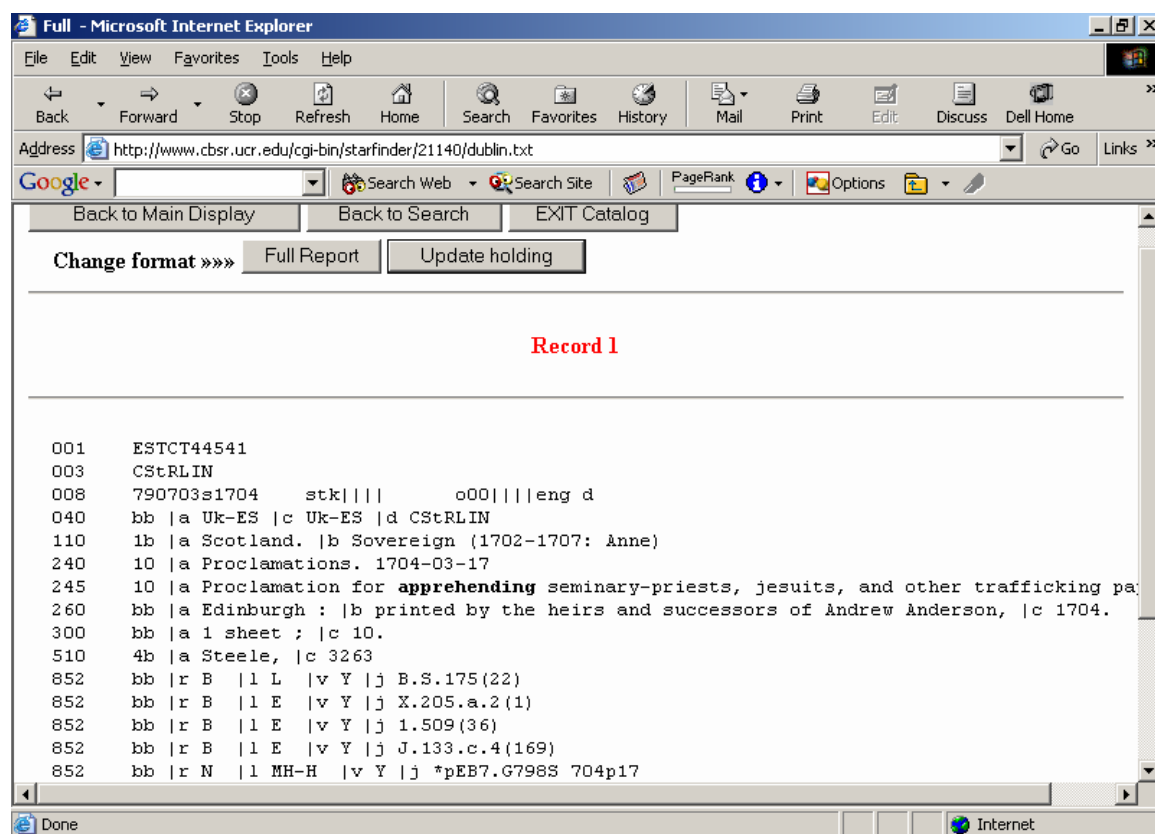 Full - Microsoft Internet Explorer
File Edit View Favorites Tools Help
Back Forward Stop Refresh Home Search Favorites History Mail Print Edit Discuss Dell Home »
Address http://www.cbsr.ucr.edu/cgi-bin/starfinder/21140/dublin.txt Go Links »
Google Search Web Search Site PageRank Options
Back to Main Display Back to Search EXIT Catalog
Change format »»» Full Report Update holding
Record 1
001 ESTCT44541
003 CStRLIN
008 790703s1704 stk|||| o00||||eng d
040 bb |a Uk-ES |c Uk-ES |d CStRLIN
110 1b |a Scotland. |b Sovereign (1702-1707: Anne)
240 10 |a Proclamations. 1704-03-17
245 10 |a Proclamation for apprehending seminary-priests, jesuits, and other trafficking
260 bb |a Edinburgh : |b printed by the heirs and successors of Andrew Anderson, |c 1704.
300 bb |a 1 sheet ; |c 10.
510 4b |a Steele, |c 3263
852 bb |r B |l L |v Y |j B.S.175(22)
852 bb |r B |l E |v Y |j X.205.a.2(1)
852 bb |r B |l E |v Y |j 1.509(36)
852 bb |r B |l E |v Y |j J.133.c.4(169)
852 bb |r N |l MH-H |v Y |j *pEB7.G798S 704p17
Done Internet